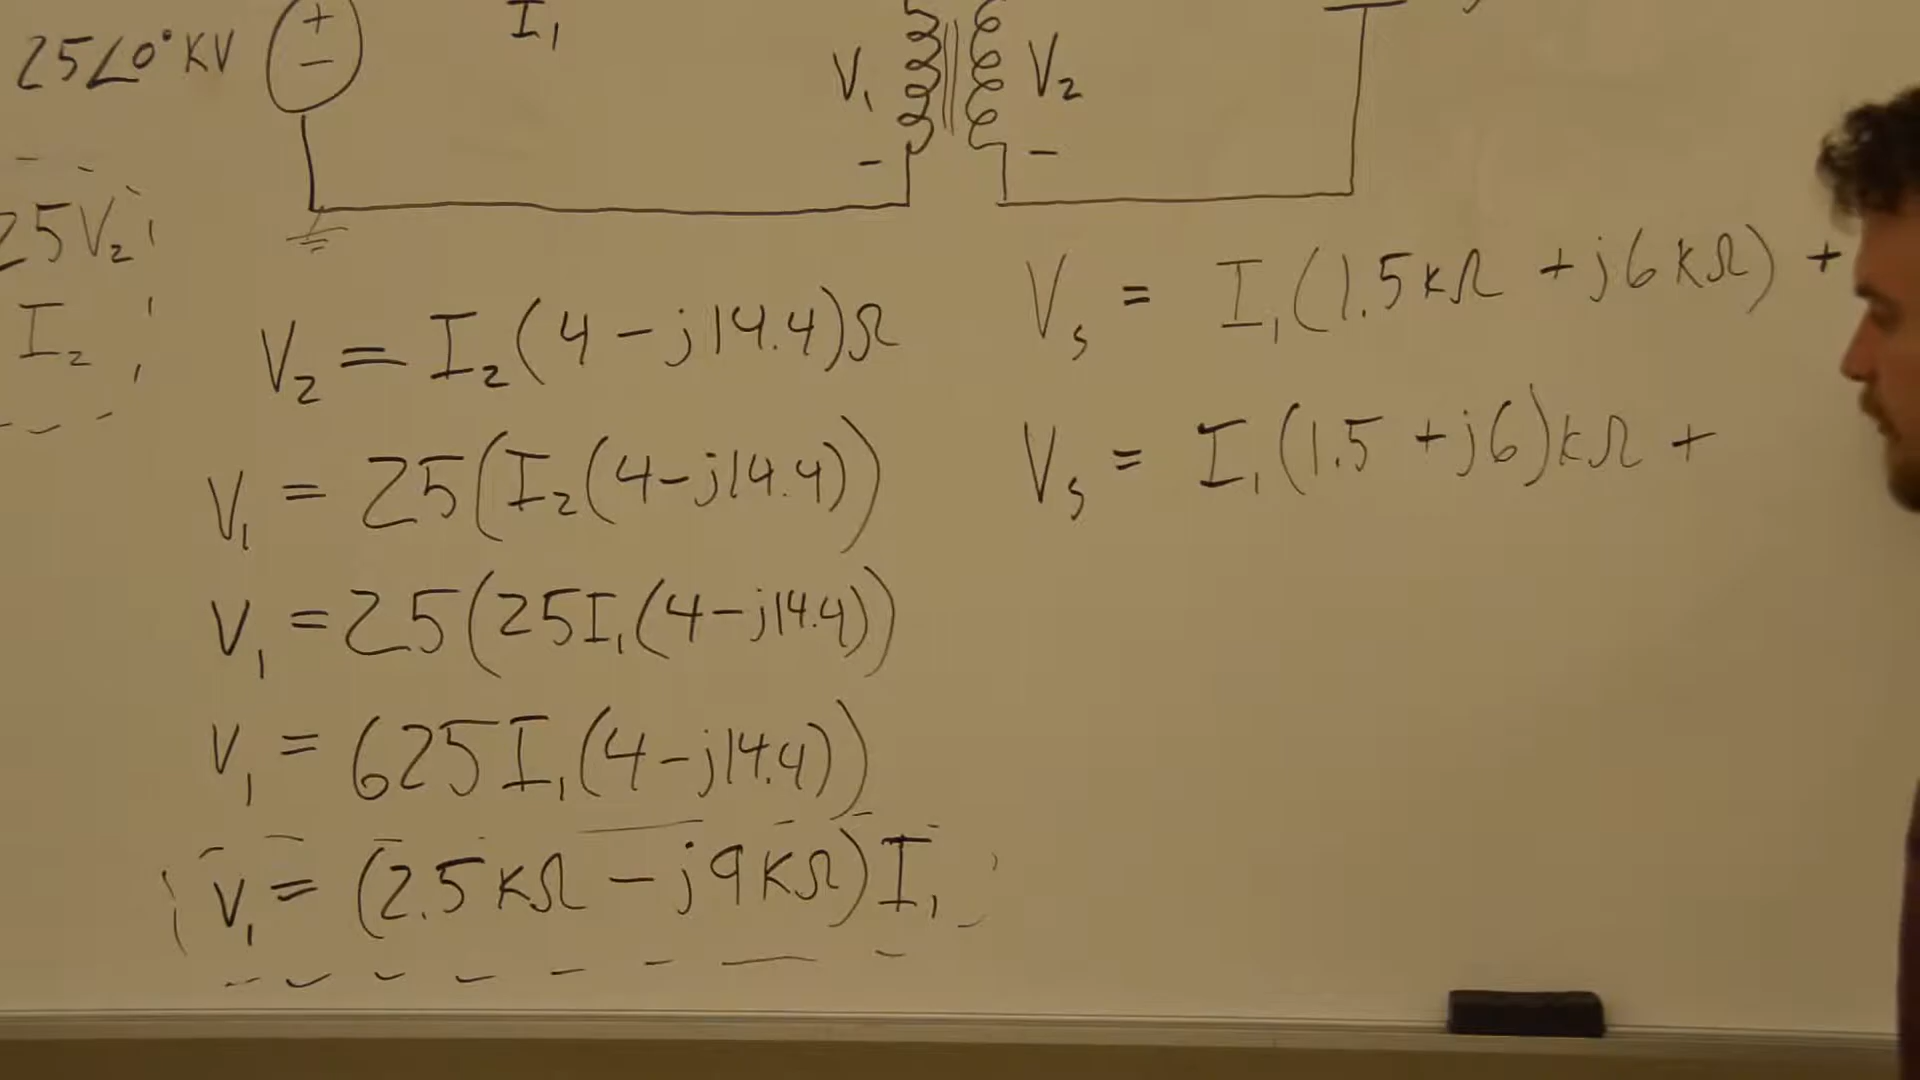 25∠0° KV
+
−
I₁
V₁
−
V₂
−
25V₂
I₂
V₂ = I₂(4 − j14.4)Ω
V₁ = 25(I₂(4−j14.4))
V₁ = 25(25I₁(4−j14.4))
V₁ = 625I₁(4−j14.4))
V₁ = (2.5kΩ − j9kΩ)I₁
Vₛ = I₁(1.5kΩ + j6kΩ) +
Vₛ = I₁(1.5 + j6)kΩ +